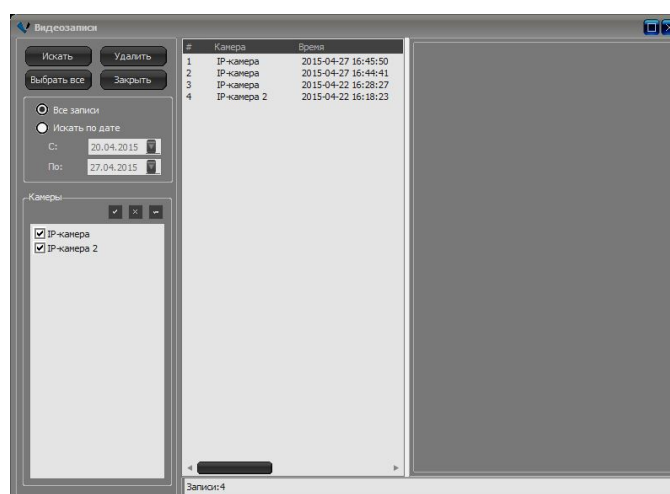 Видеозаписи
Искать Удалить
Выбрать все Закрыть
Все записи
Искать по дате
С: 20.04.2015
По: 27.04.2015
Камеры
IP-камера
IP-камера 2
# Камера Время
1 IP-камера 2015-04-27 16:45:50
2 IP-камера 2015-04-27 16:44:41
3 IP-камера 2015-04-22 16:28:27
4 IP-камера 2 2015-04-22 16:18:23
Записи:4